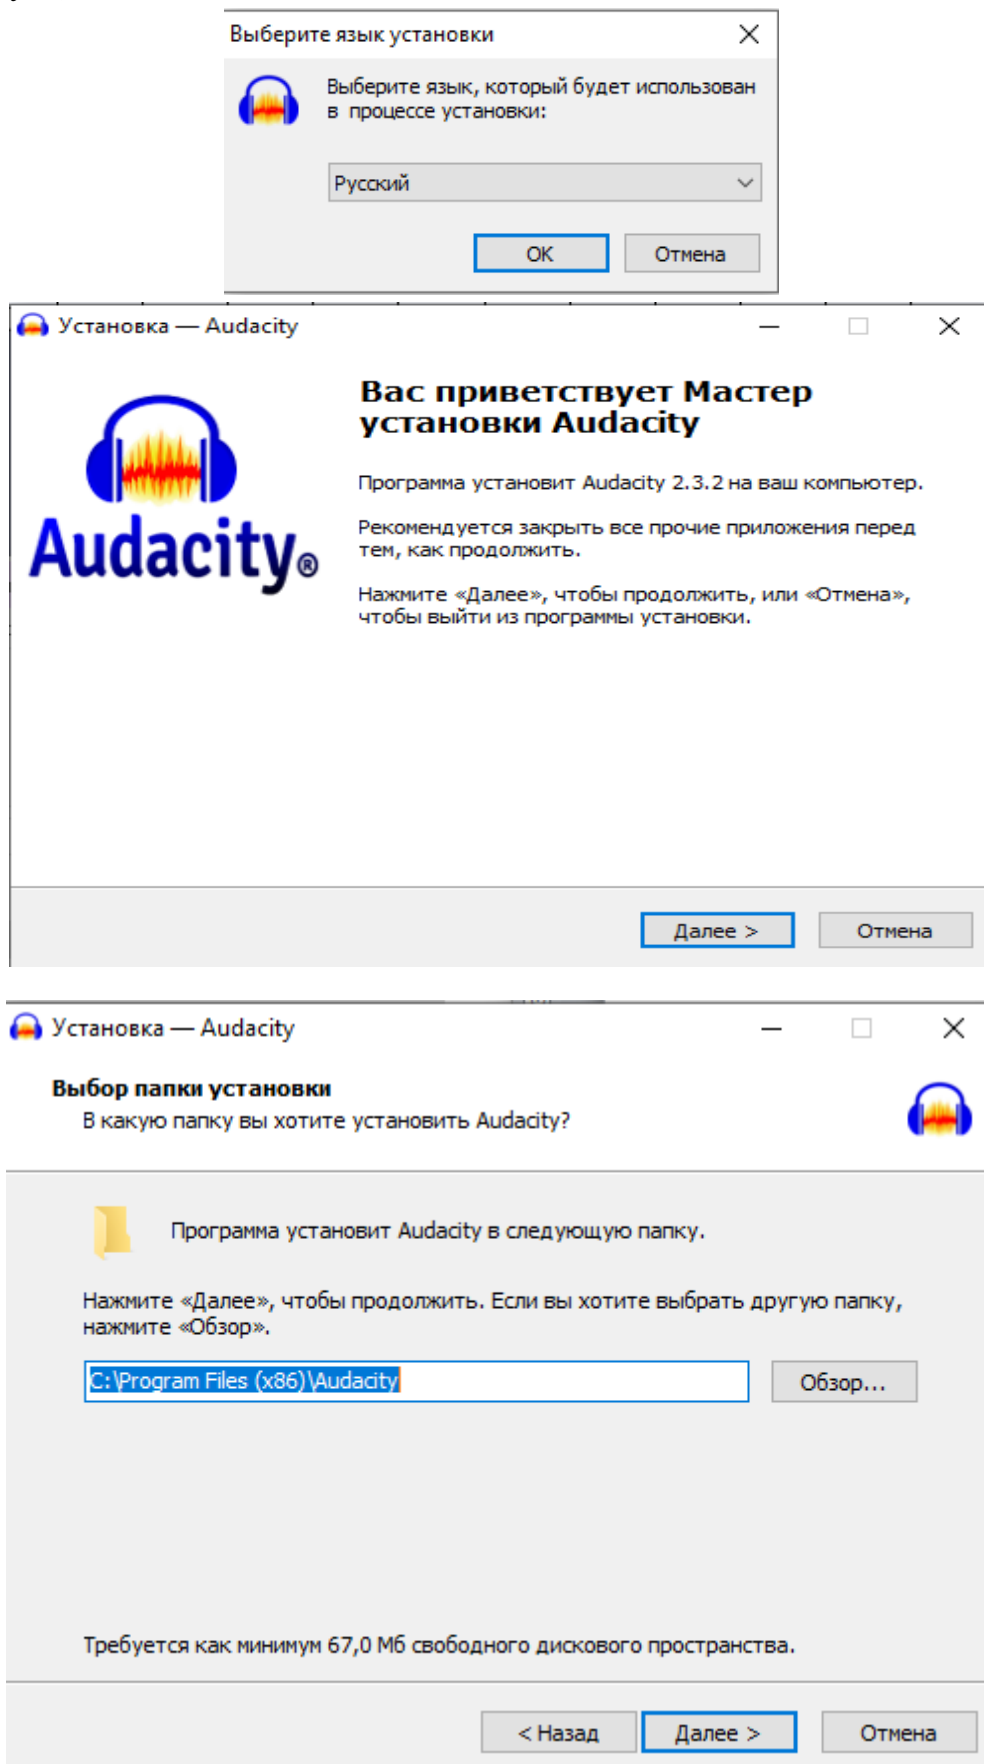 Выберите язык установки
Выберите язык, который будет использован
в процессе установки:
Русский
ОК
Отмена
Установка — Audacity
Вас приветствует Мастер
установки Audacity
Программа установит Audacity 2.3.2 на ваш компьютер.
Рекомендуется закрыть все прочие приложения перед
тем, как продолжить.
Нажмите «Далее», чтобы продолжить, или «Отмена»,
чтобы выйти из программы установки.
Audacity®
Далее >
Отмена
Установка — Audacity
Выбор папки установки
В какую папку вы хотите установить Audacity?
Программа установит Audacity в следующую папку.
Нажмите «Далее», чтобы продолжить. Если вы хотите выбрать другую папку,
нажмите «Обзор».
C:\Program Files (x86)\Audacity
Обзор...
Требуется как минимум 67,0 Мб свободного дискового пространства.
< Назад
Далее >
Отмена